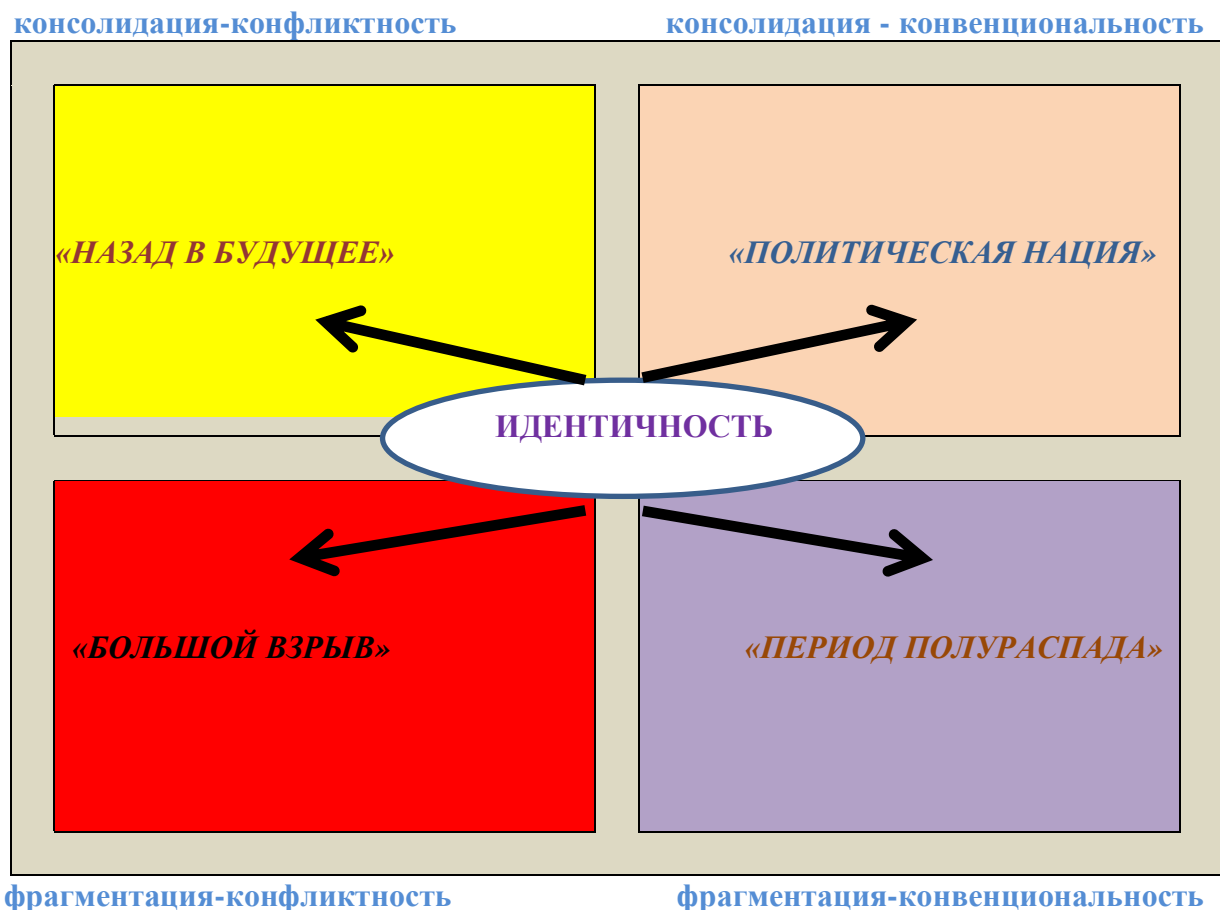 консолидация-конфликтность
консолидация - конвенциональность
«НАЗАД В БУДУЩЕЕ»
«ПОЛИТИЧЕСКАЯ НАЦИЯ»
ИДЕНТИЧНОСТЬ
«БОЛЬШОЙ ВЗРЫВ»
«ПЕРИОД ПОЛУРАСПАДА»
фрагментация-конфликтность
фрагментация-конвенциональность